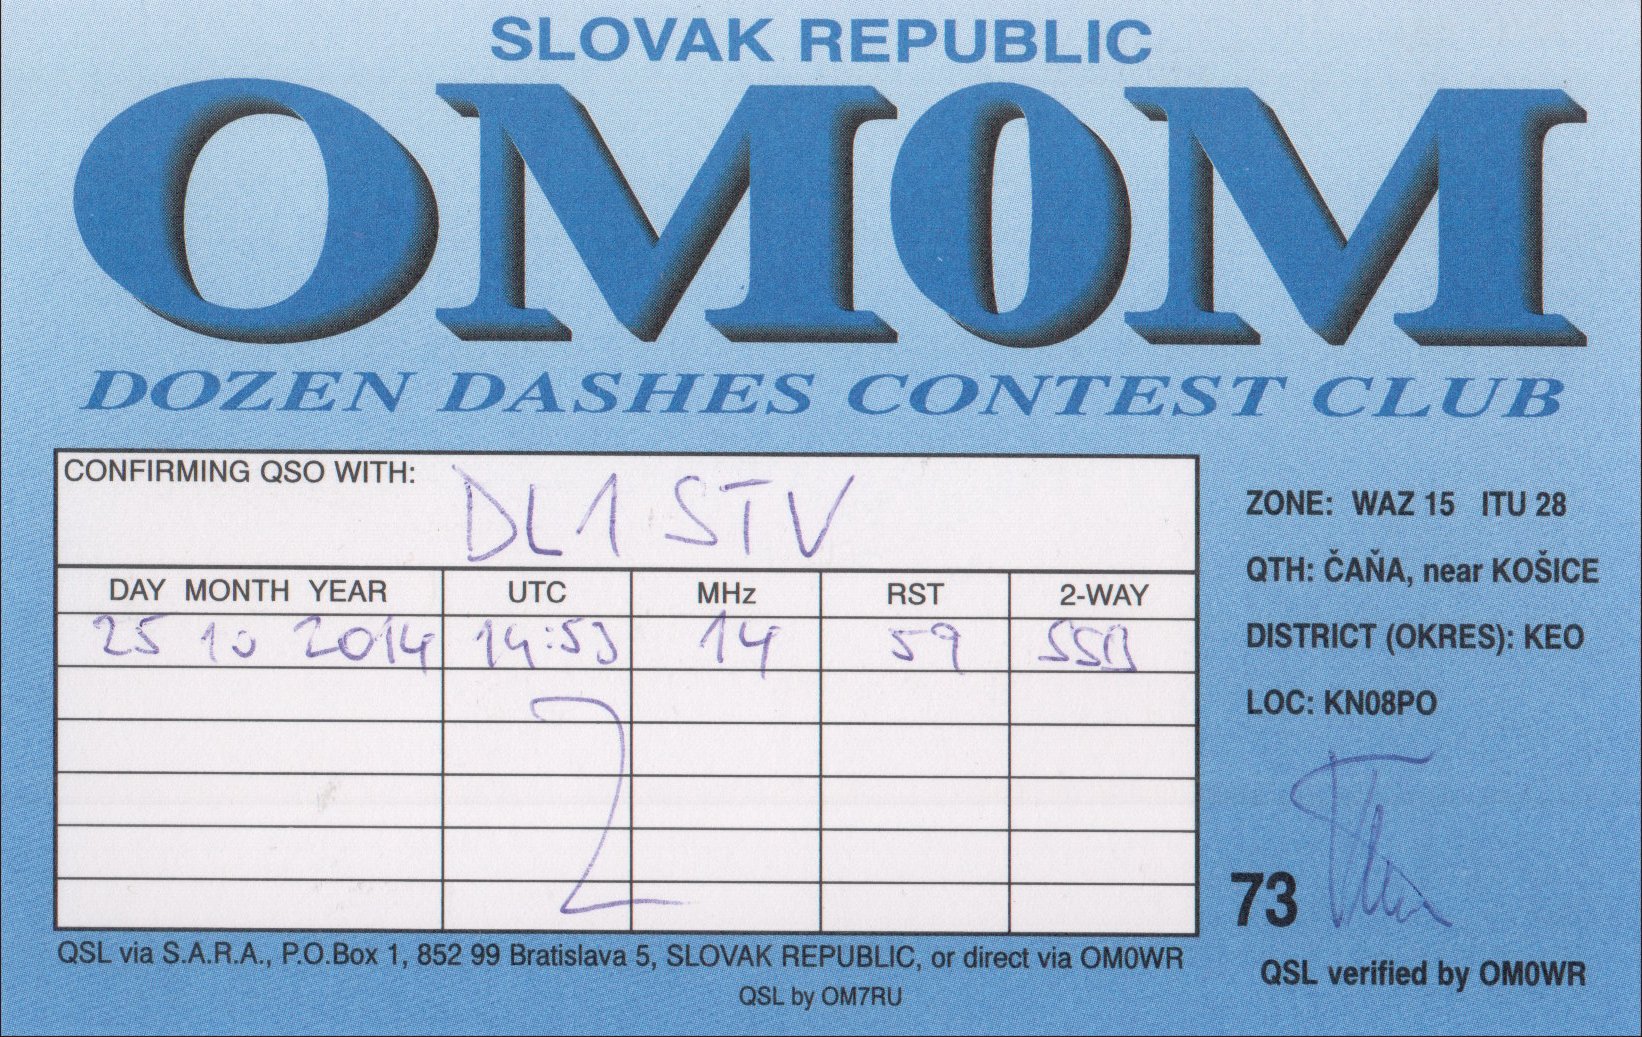 SLOVAK REPUBLIC
OM0M
DOZEN DASHES CONTEST CLUB
CONFIRMING QSO WITH: DL1STV
DAY MONTH YEAR UTC MHz RST 2-WAY
25 10 2014 14:53 14 59 SSB
ZONE: WAZ 15 ITU 28
QTH: ČAŇA, near KOŠICE
DISTRICT (OKRES): KEO
LOC: KN08PO
73
QSL via S.A.R.A., P.O.Box 1, 852 99 Bratislava 5, SLOVAK REPUBLIC, or direct via OM0WR
QSL verified by OM0WR
QSL by OM7RU